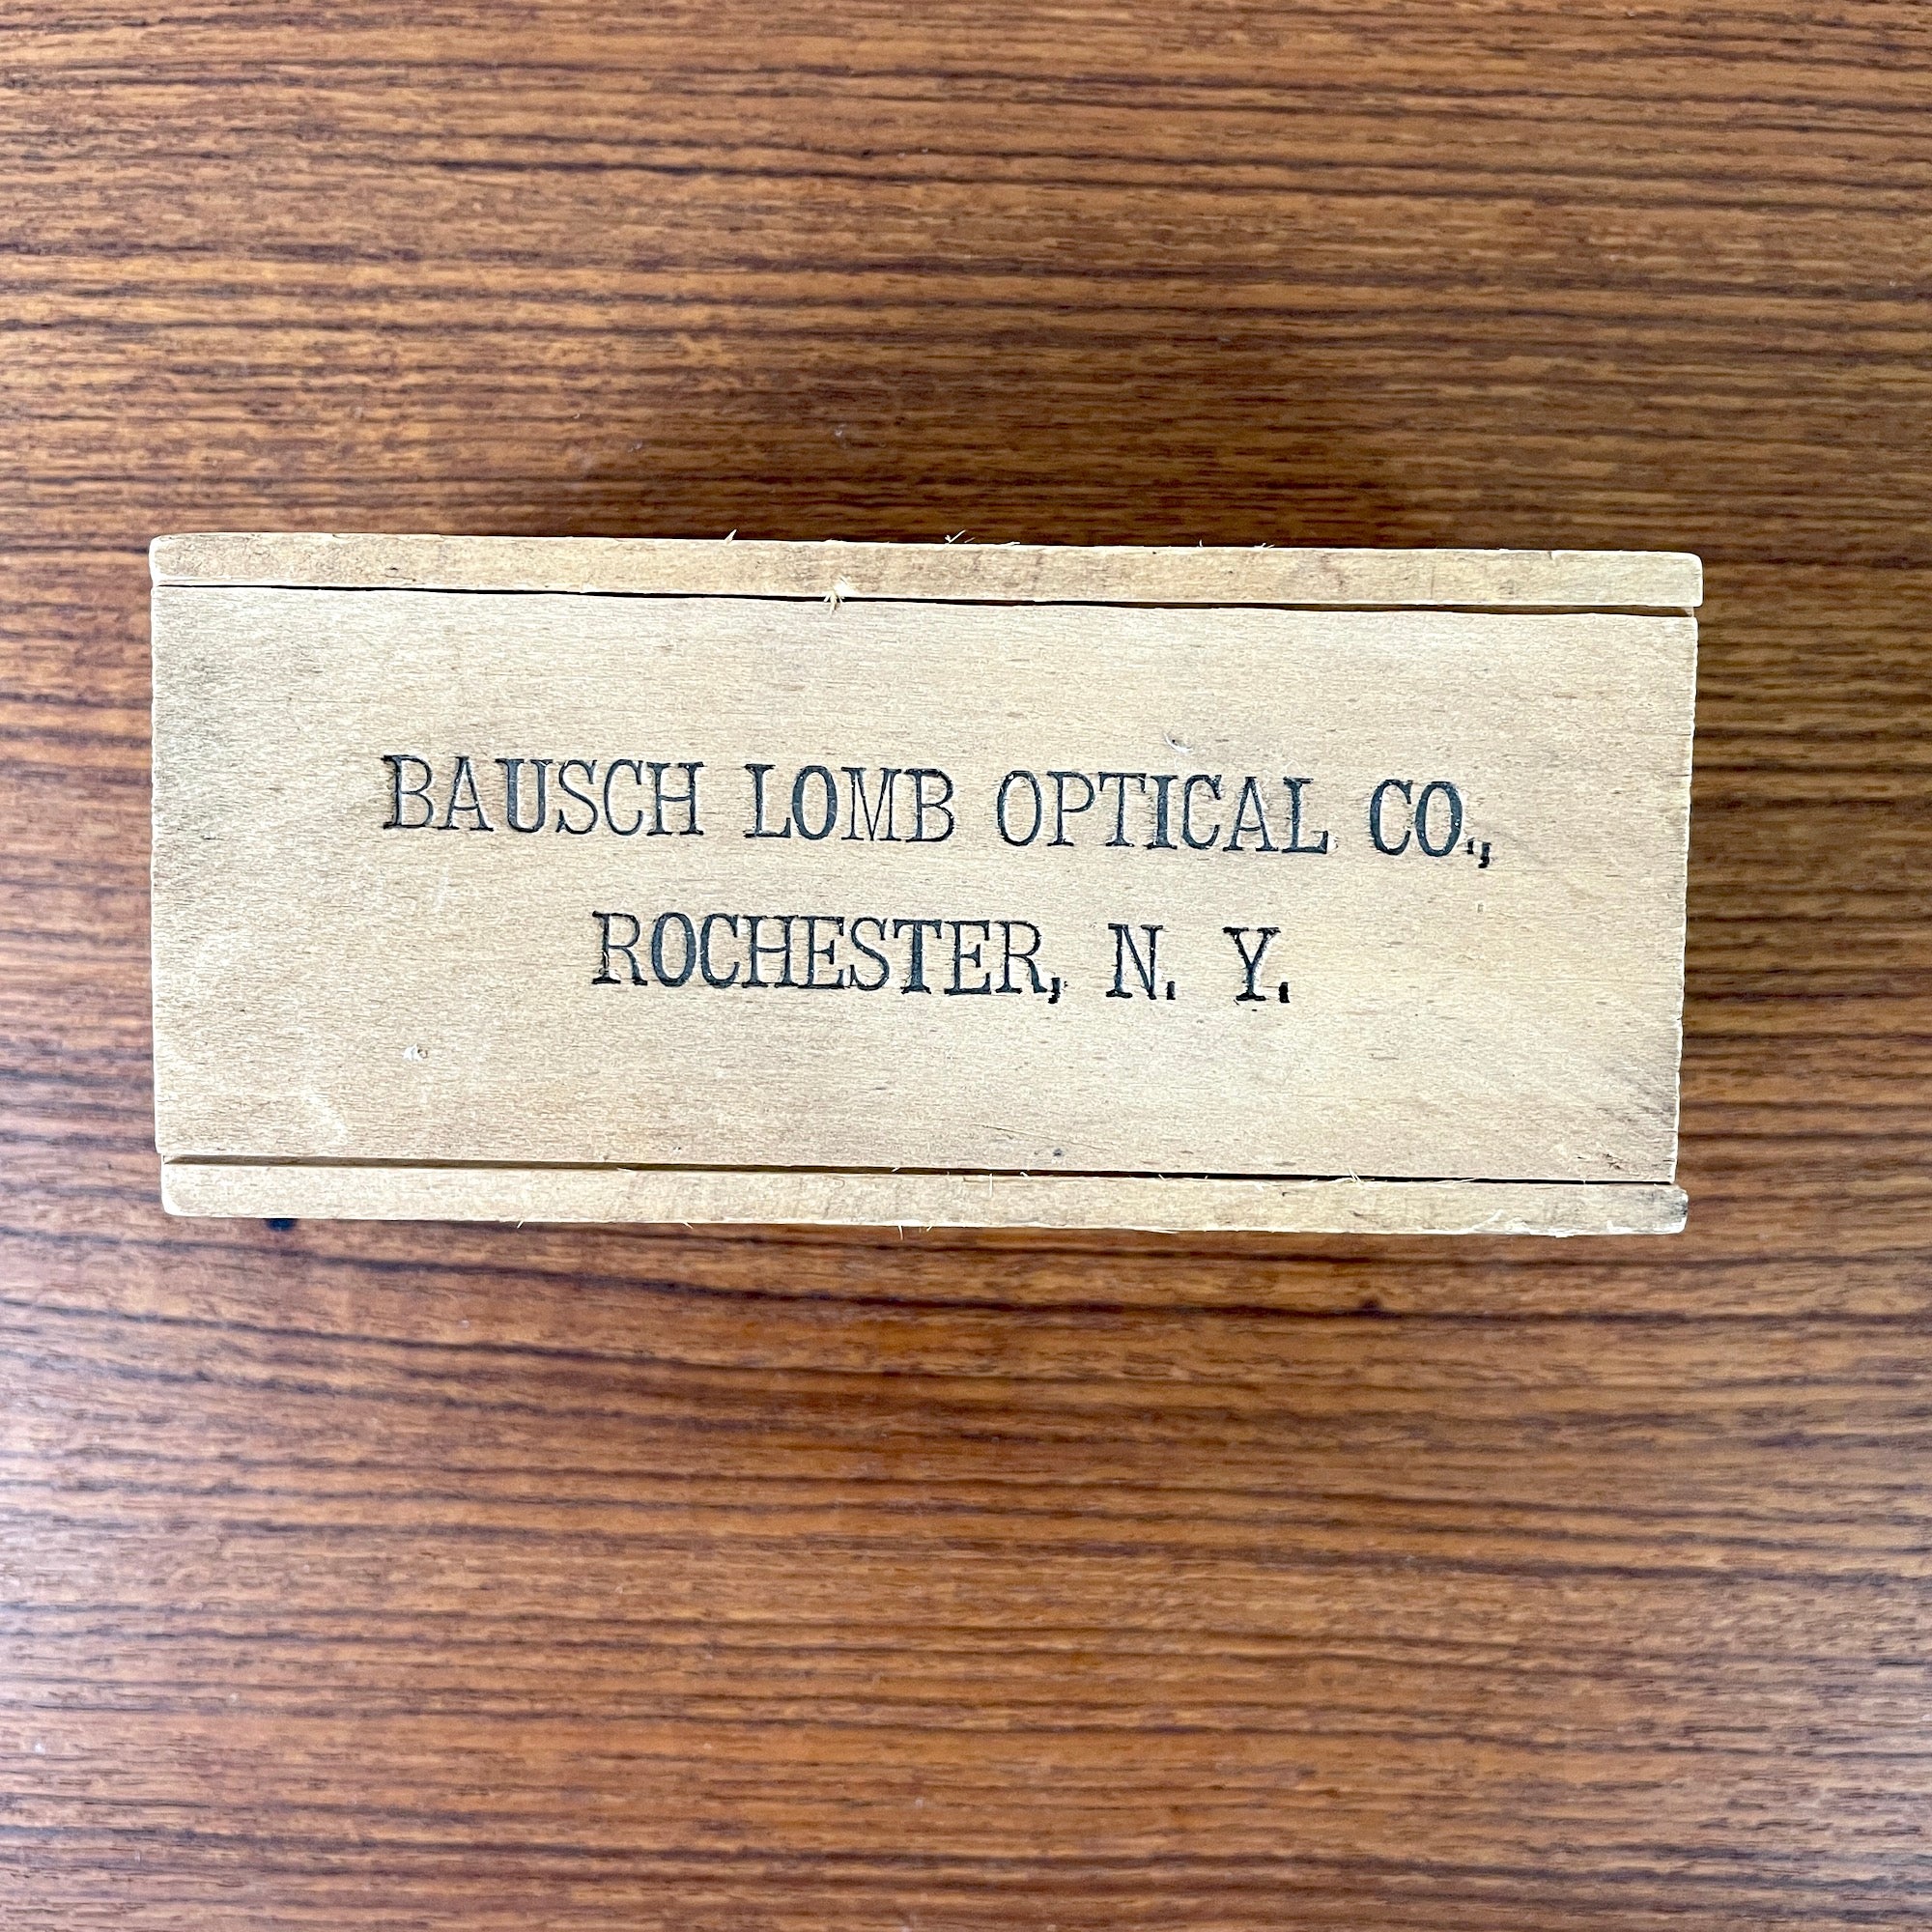 BAUSCH LOMB OPTICAL CO.,
ROCHESTER, N. Y.